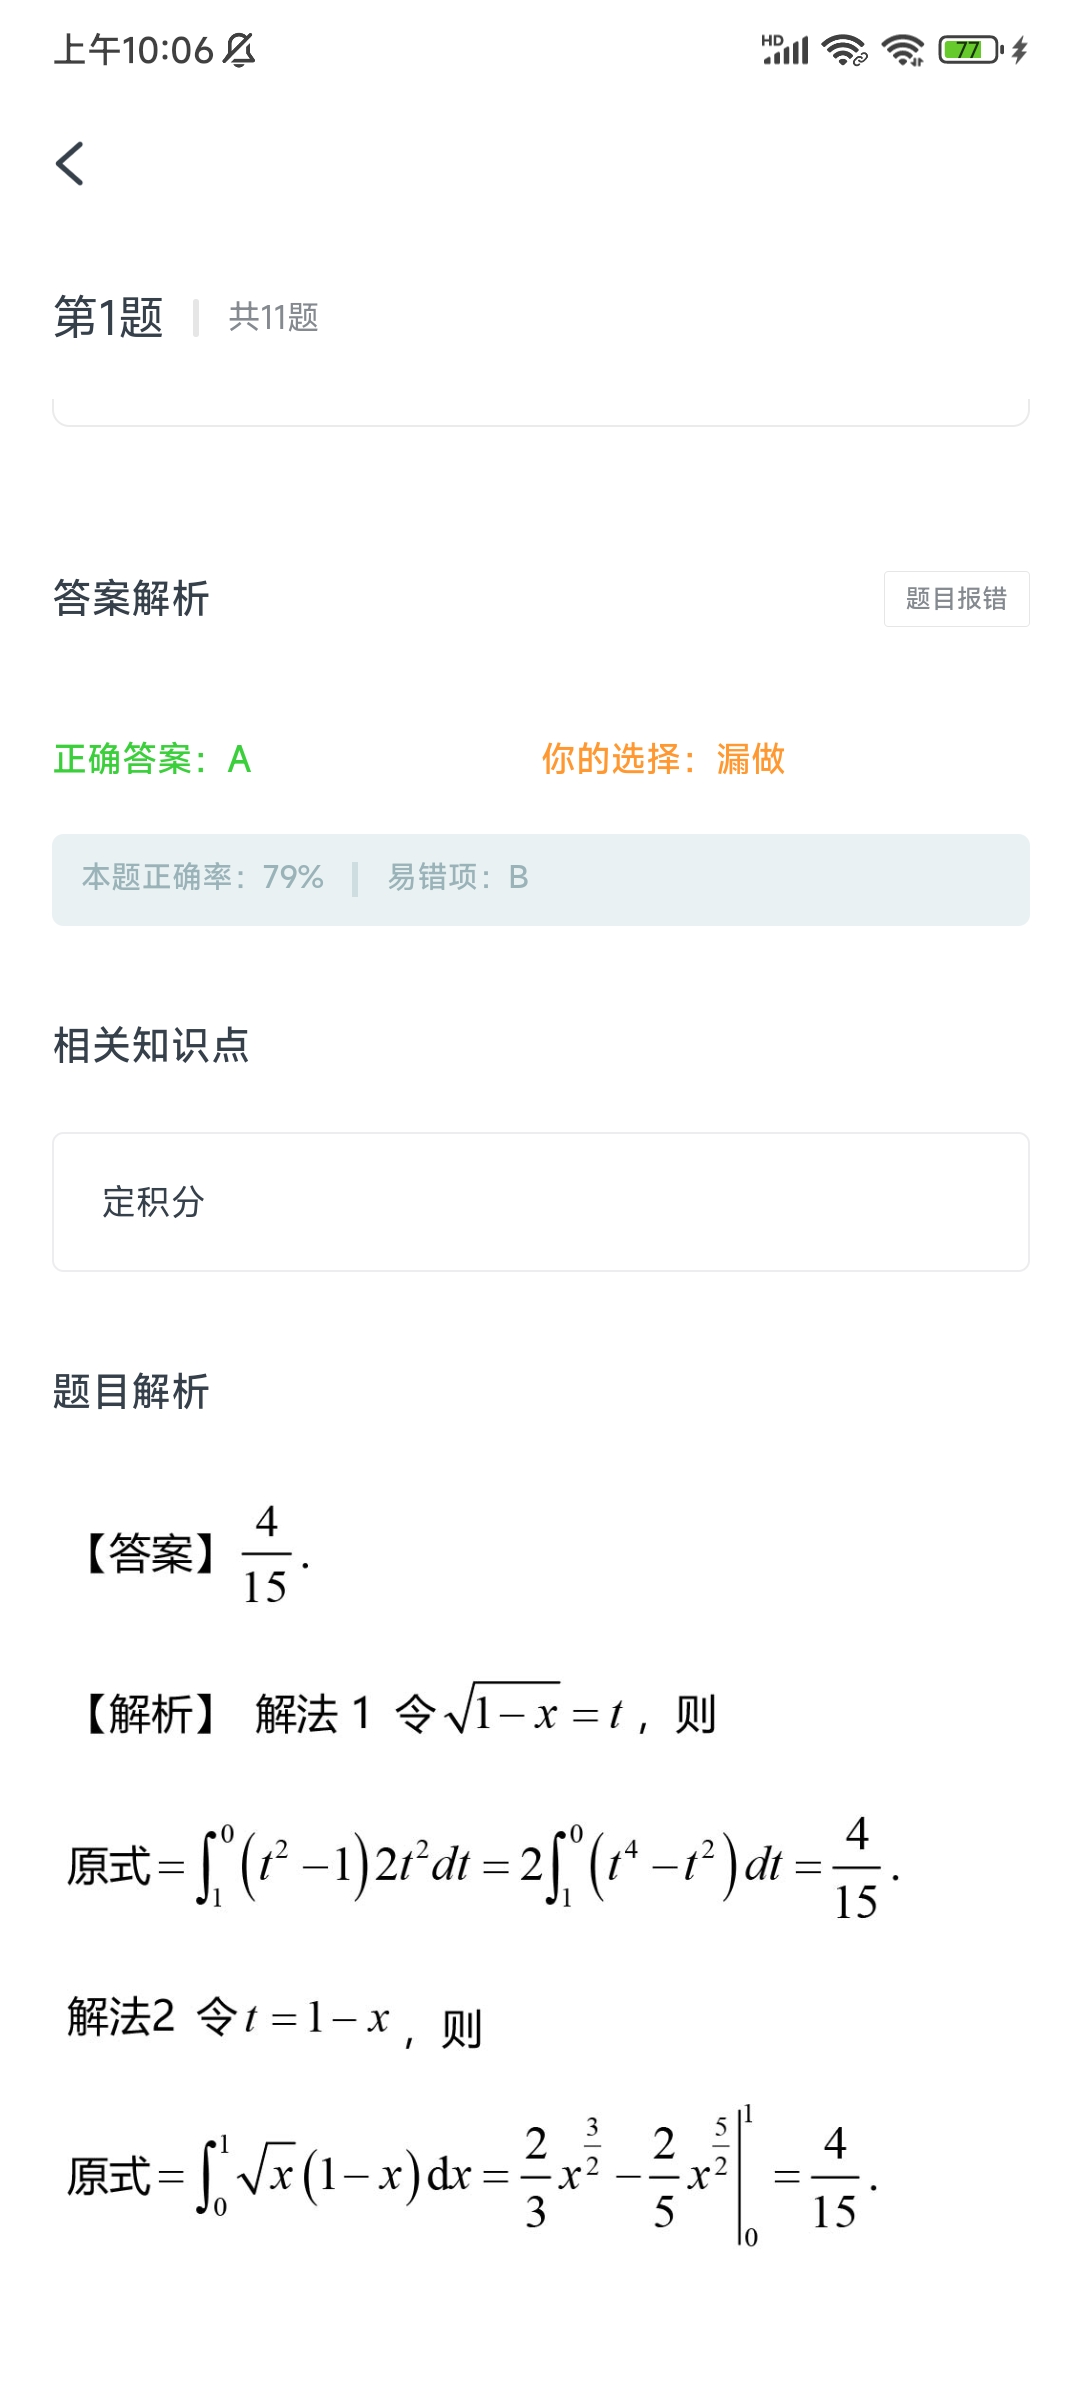 上午10:06
HD
77
第1题 共11题
答案解析 题目报错
正确答案：A 你的选择：漏做
本题正确率：79% 易错项：B
相关知识点
定积分
题目解析
【答案】$\frac{4}{15}$.
【解析】 解法 1 令$\sqrt{1-x}=t$，则
原式$=\int_1^0(t^2-1)2t^2dt=2\int_1^0(t^4-t^2)dt=\frac{4}{15}$.
解法2 令$t=1-x$，则
原式$=\int_0^1\sqrt{x}(1-x)\mathrm{d}x=\frac{2}{3}x^{\frac{3}{2}}-\frac{2}{5}x^{\frac{5}{2}}\Big|_0^1=\frac{4}{15}$.